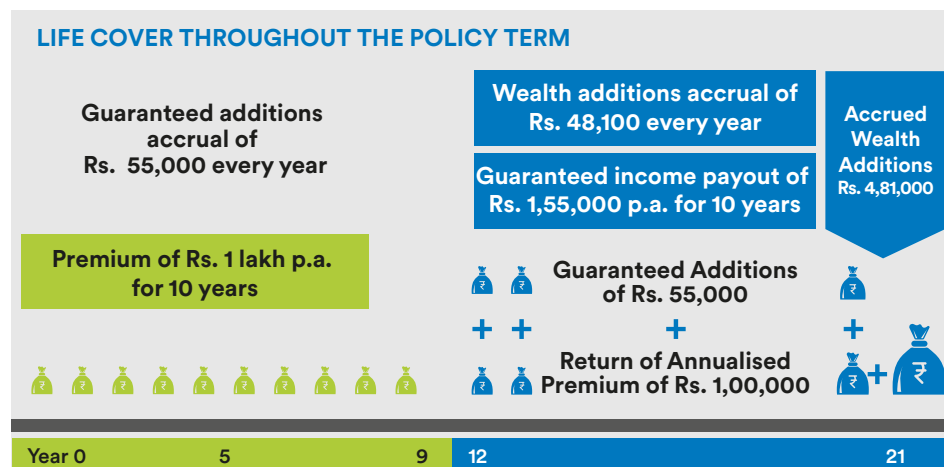 LIFE COVER THROUGHOUT THE POLICY TERM
Guaranteed additions
accrual of
Rs. 55,000 every year
Premium of Rs. 1 lakh p.a.
for 10 years
Wealth additions accrual of
Rs. 48,100 every year
Guaranteed income payout of
Rs. 1,55,000 p.a. for 10 years
Accrued
Wealth
Additions
Rs. 4,81,000
Guaranteed Additions
of Rs. 55,000
+ + + +
Return of Annualised
Premium of Rs. 1,00,000
+
Year 0 5 9 12 21